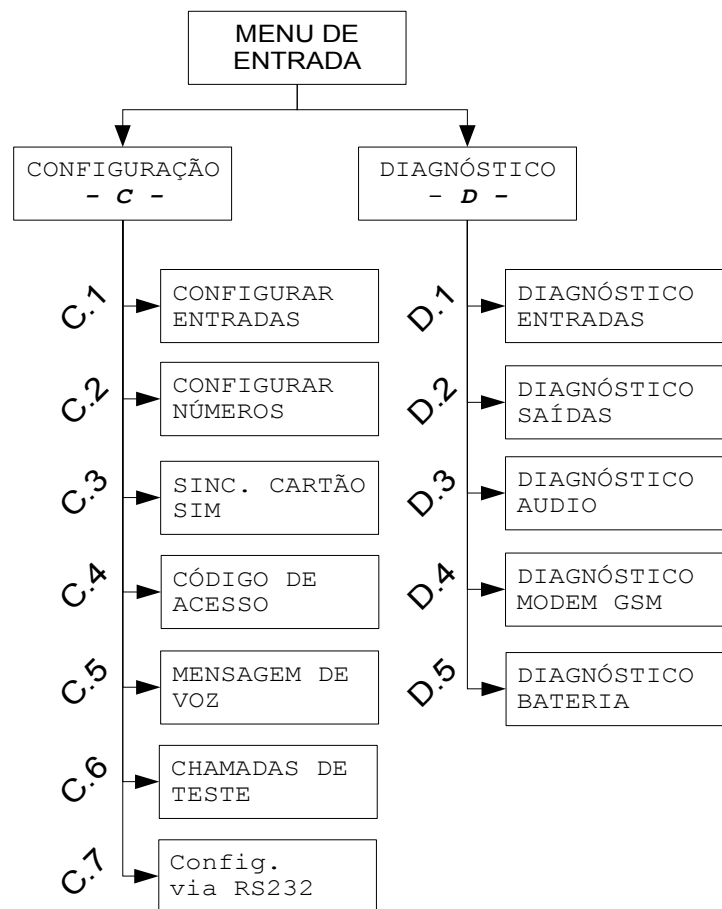 MENU DE
ENTRADA
CONFIGURAÇÃO
- C -
C.1
CONFIGURAR
ENTRADAS
C.2
CONFIGURAR
NÚMEROS
C.3
SINC. CARTÃO
SIM
C.4
CÓDIGO DE
ACESSO
C.5
MENSAGEM DE
VOZ
C.6
CHAMADAS DE
TESTE
C.7
Config.
via RS232
DIAGNÓSTICO
- D -
D.1
DIAGNÓSTICO
ENTRADAS
D.2
DIAGNÓSTICO
SAÍDAS
D.3
DIAGNÓSTICO
AUDIO
D.4
DIAGNÓSTICO
MODEM GSM
D.5
DIAGNÓSTICO
BATERIA